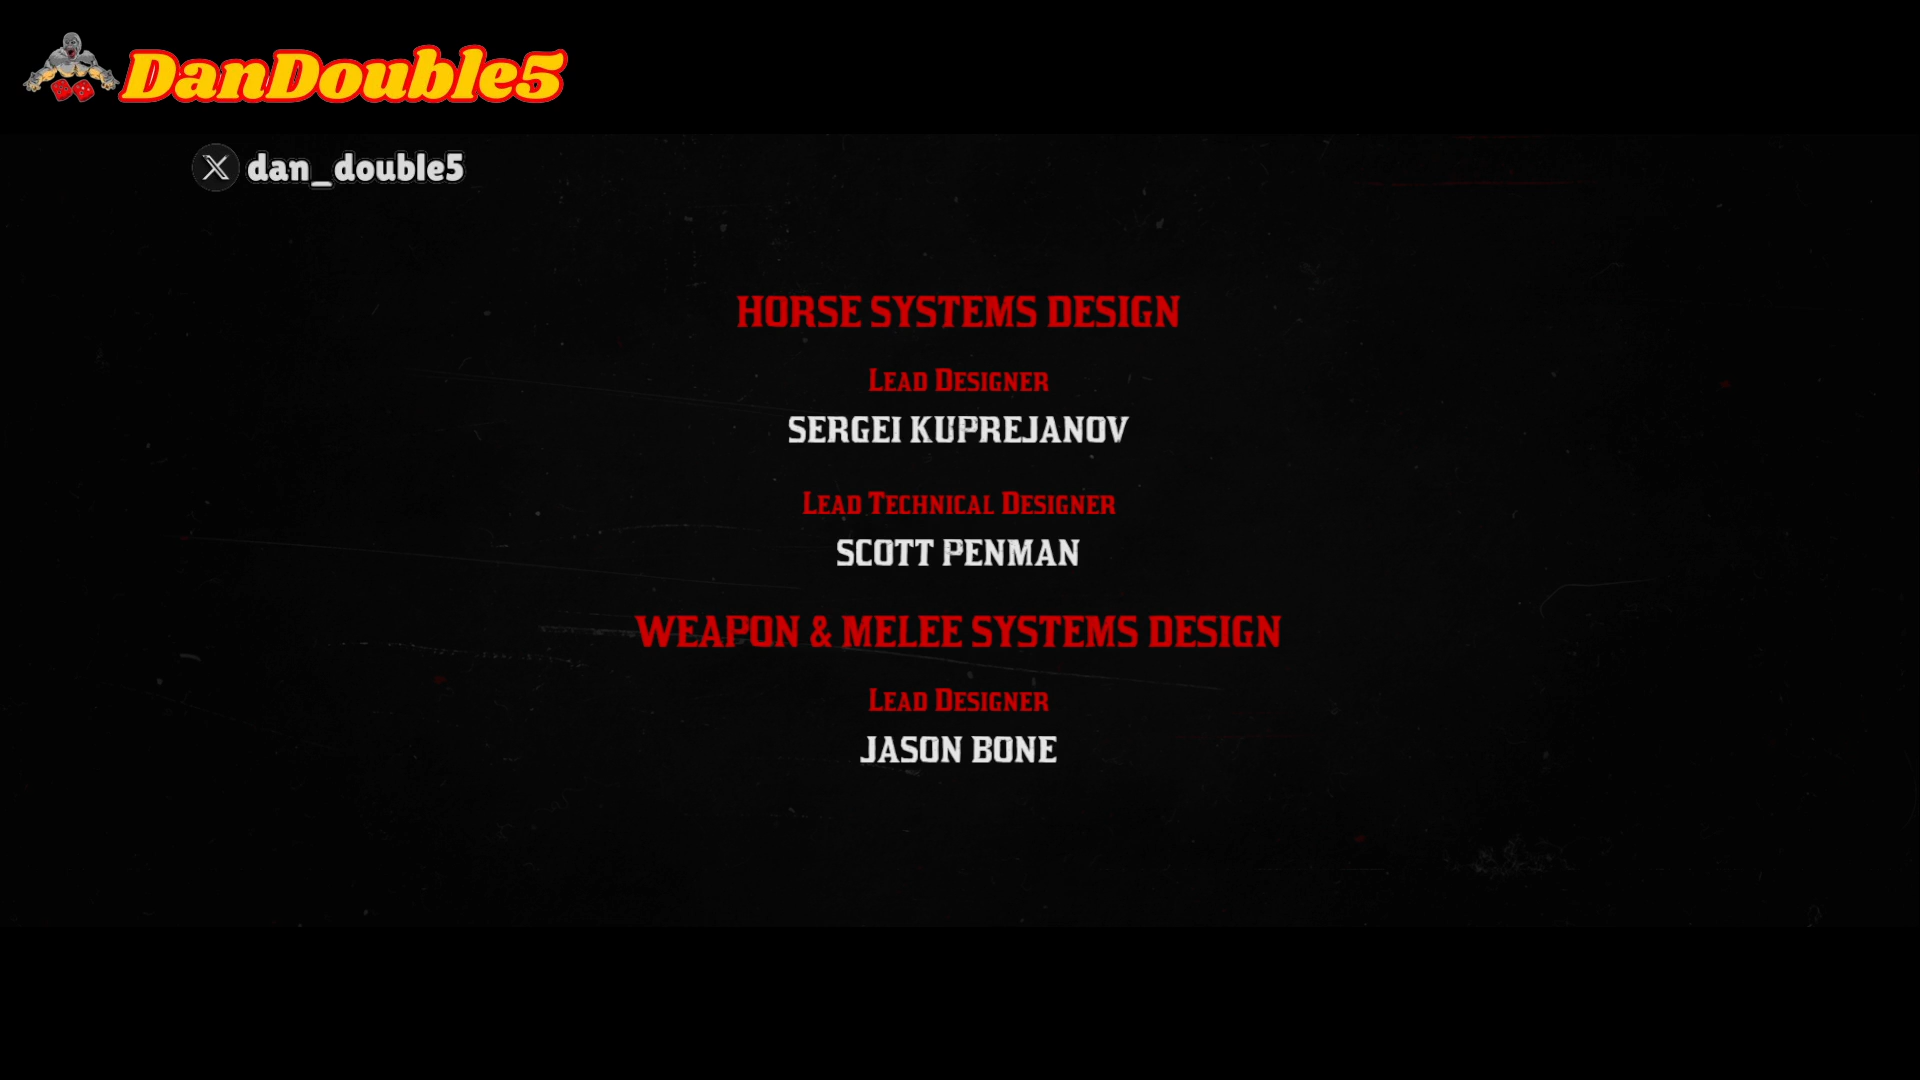 DanDouble5
dan_double5
HORSE SYSTEMS DESIGN
LEAD DESIGNER
SERGEI KUPREJANOV
LEAD TECHNICAL DESIGNER
SCOTT PENMAN
WEAPON & MELEE SYSTEMS DESIGN
LEAD DESIGNER
JASON BONE